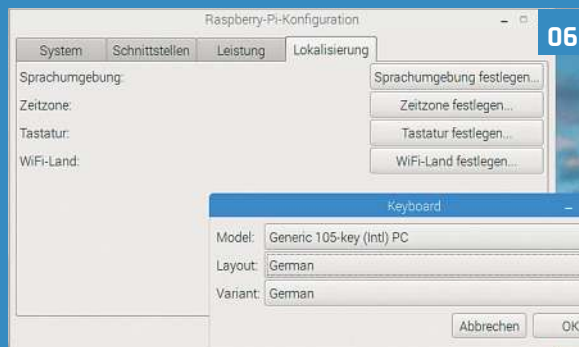 Raspberry-Pi-Konfiguration
06
System Schnittstellen Leistung Lokalisierung
Sprachumgebung: Sprachumgebung festlegen...
Zeitzone: Zeitzone festlegen...
Tastatur: Tastatur festlegen...
WiFi-Land: WiFi-Land festlegen...
Keyboard
Model: Generic 105-key (Intl) PC
Layout: German
Variant: German
Abbrechen OK